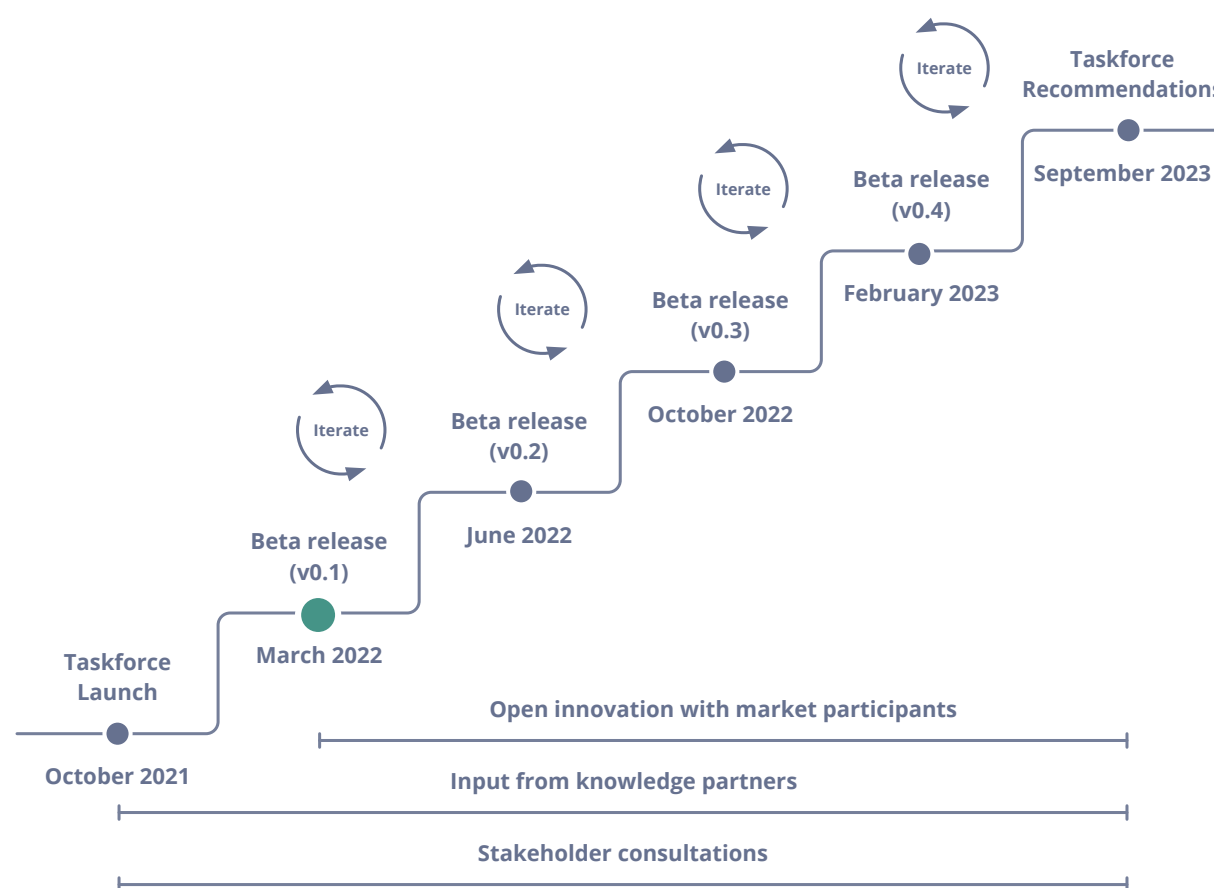 Iterate
Taskforce
Recommendations
September 2023
Iterate
Beta release
(v0.4)
February 2023
Iterate
Beta release
(v0.3)
October 2022
Iterate
Beta release
(v0.2)
June 2022
Beta release
(v0.1)
March 2022
Taskforce
Launch
October 2021
Open innovation with market participants
Input from knowledge partners
Stakeholder consultations